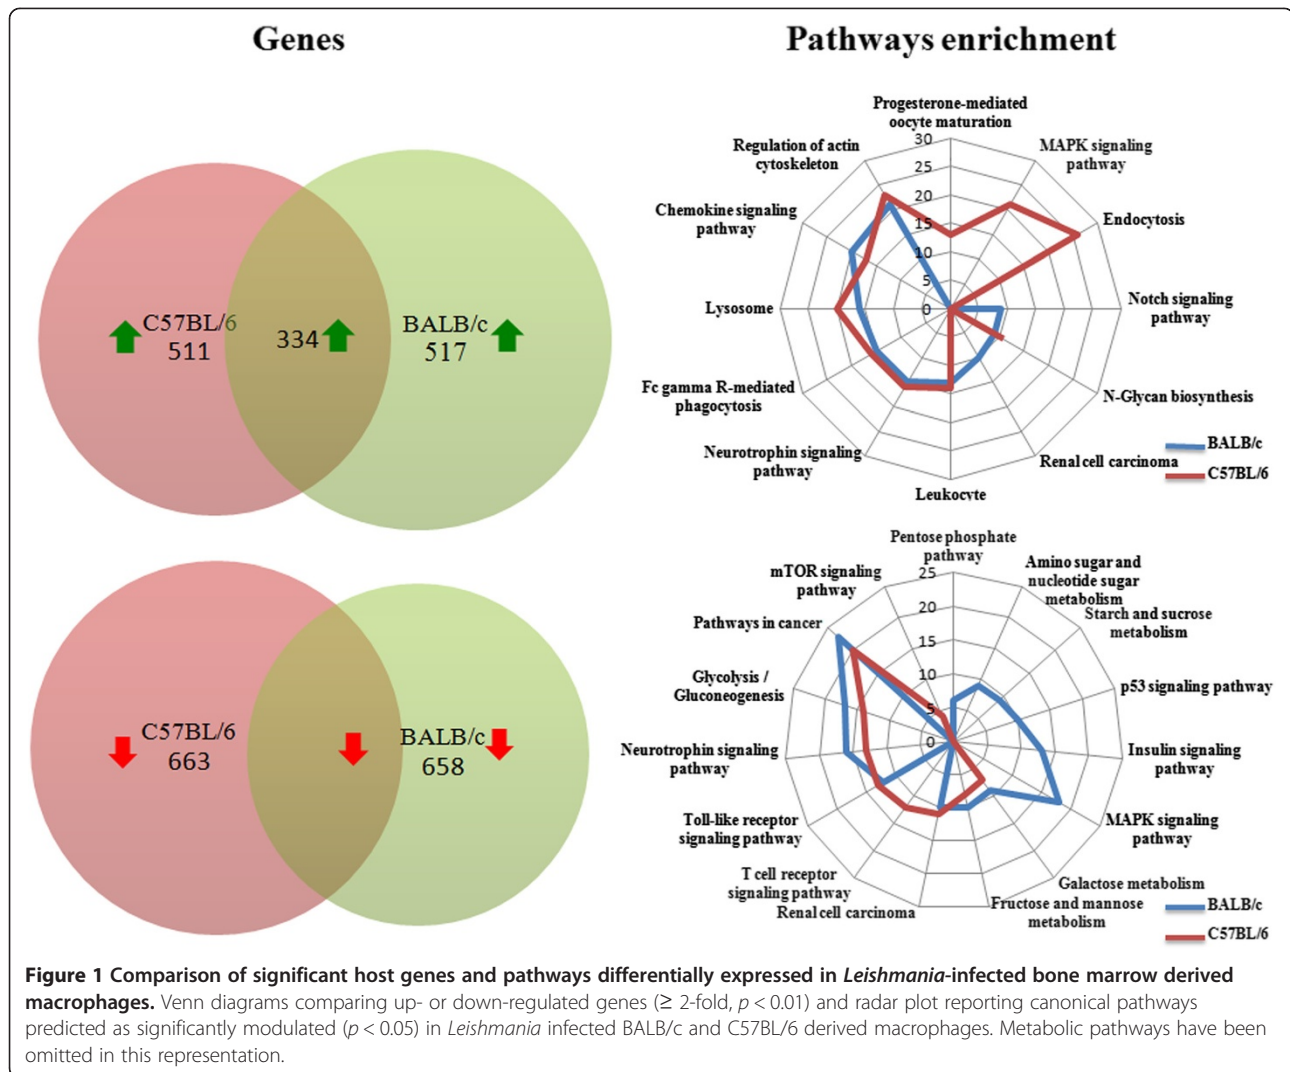 Genes
Pathways enrichment
C57BL/6
511
334
BALB/c
517
Progesterone-mediated
oocyte maturation
MAPK signaling
pathway
Endocytosis
Notch signaling
pathway
N-Glycan biosynthesis
Renal cell carcinoma
Leukocyte
Neurotrophin signaling
pathway
Fc gamma R-mediated
phagocytosis
Lysosome
Chemokine signaling
pathway
Regulation of actin
cytoskeleton
30
25
20
15
10
5
0
BALB/c
C57BL/6
C57BL/6
663
BALB/c
658
Pentose phosphate
pathway
Amino sugar and
nucleotide sugar
metabolism
Starch and sucrose
metabolism
p53 signaling pathway
Insulin signaling
pathway
MAPK signaling
pathway
Galactose metabolism
Fructose and mannose
metabolism
Renal cell carcinoma
T cell receptor
signaling pathway
Toll-like receptor
signaling pathway
Neurotrophin signaling
pathway
Glycolysis /
Gluconeogenesis
Pathways in cancer
mTOR signaling
pathway
25
20
15
10
5
0
BALB/c
C57BL/6
Figure 1 Comparison of significant host genes and pathways differentially expressed in Leishmania-infected bone marrow derived
macrophages. Venn diagrams comparing up- or down-regulated genes (≥ 2-fold, p < 0.01) and radar plot reporting canonical pathways
predicted as significantly modulated (p < 0.05) in Leishmania infected BALB/c and C57BL/6 derived macrophages. Metabolic pathways have been
omitted in this representation.